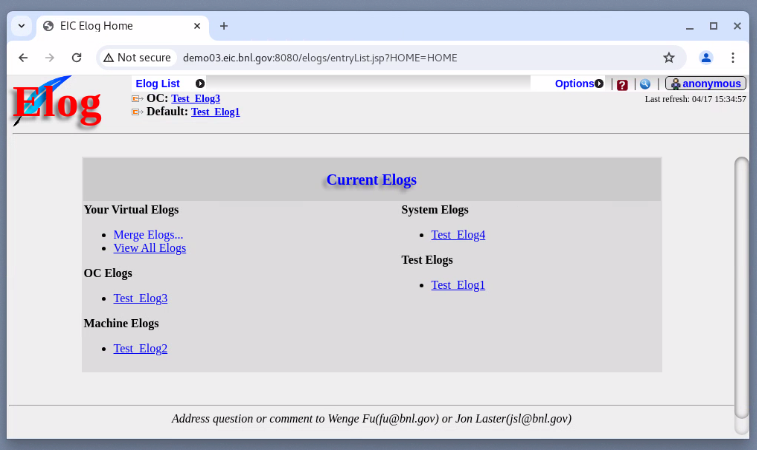 EIC Elog Home
Not secure demo03.eic.bnl.gov:8080/elogs/entryList.jsp?HOME=HOME
Elog
Elog List
Options
anonymous
OC: Test_Elog3
Last refresh: 04/17 15:34:57
Default: Test_Elog1
Current Elogs
Your Virtual Elogs
Merge Elogs...
View All Elogs
OC Elogs
Test_Elog3
Machine Elogs
Test_Elog2
System Elogs
Test_Elog4
Test Elogs
Test_Elog1
Address question or comment to Wenge Fu(fu@bnl.gov) or Jon Laster(jsl@bnl.gov)